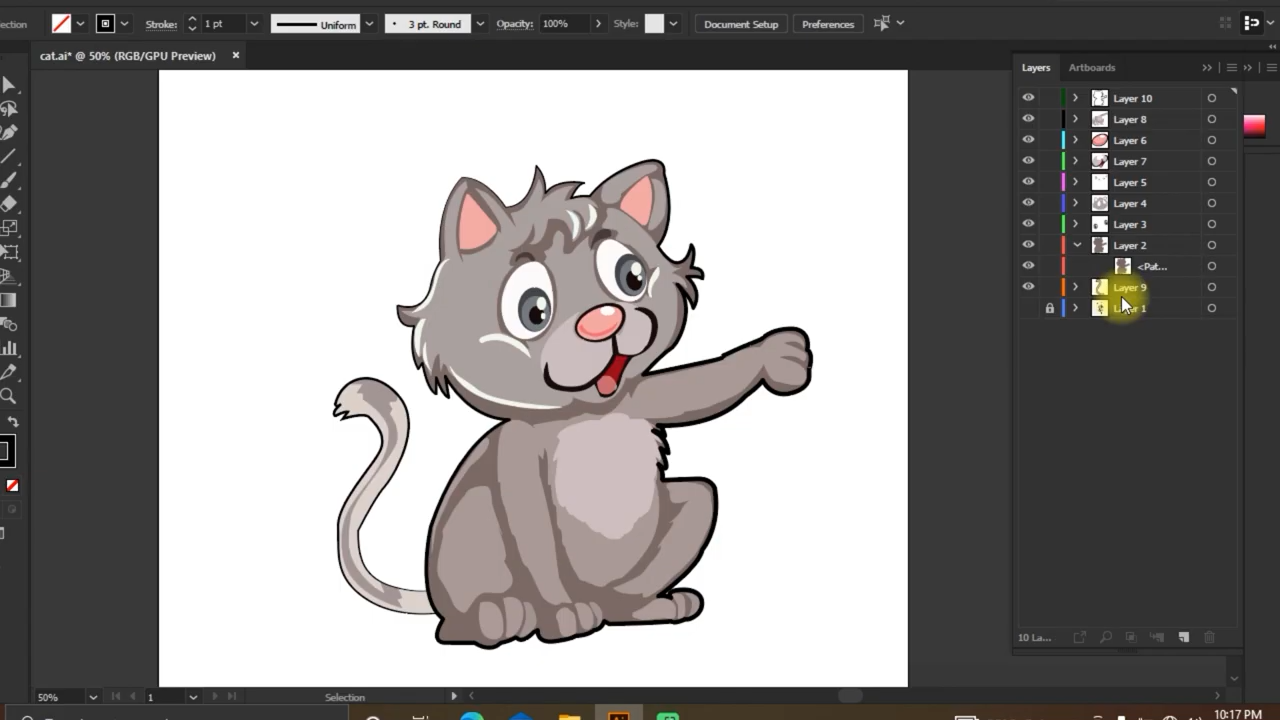 ection
Stroke: 1 pt Uniform 3 pt. Round Opacity: 100% Style: Document Setup Preferences
cat.ai* @ 50% (RGB/GPU Preview) ×
Layers Artboards
Layer 10
Layer 8
Layer 6
Layer 7
Layer 5
Layer 4
Layer 3
Layer 2
<Pat...
Layer 9
Layer 1
10 La...
50% 1 Selection
10:17 PM